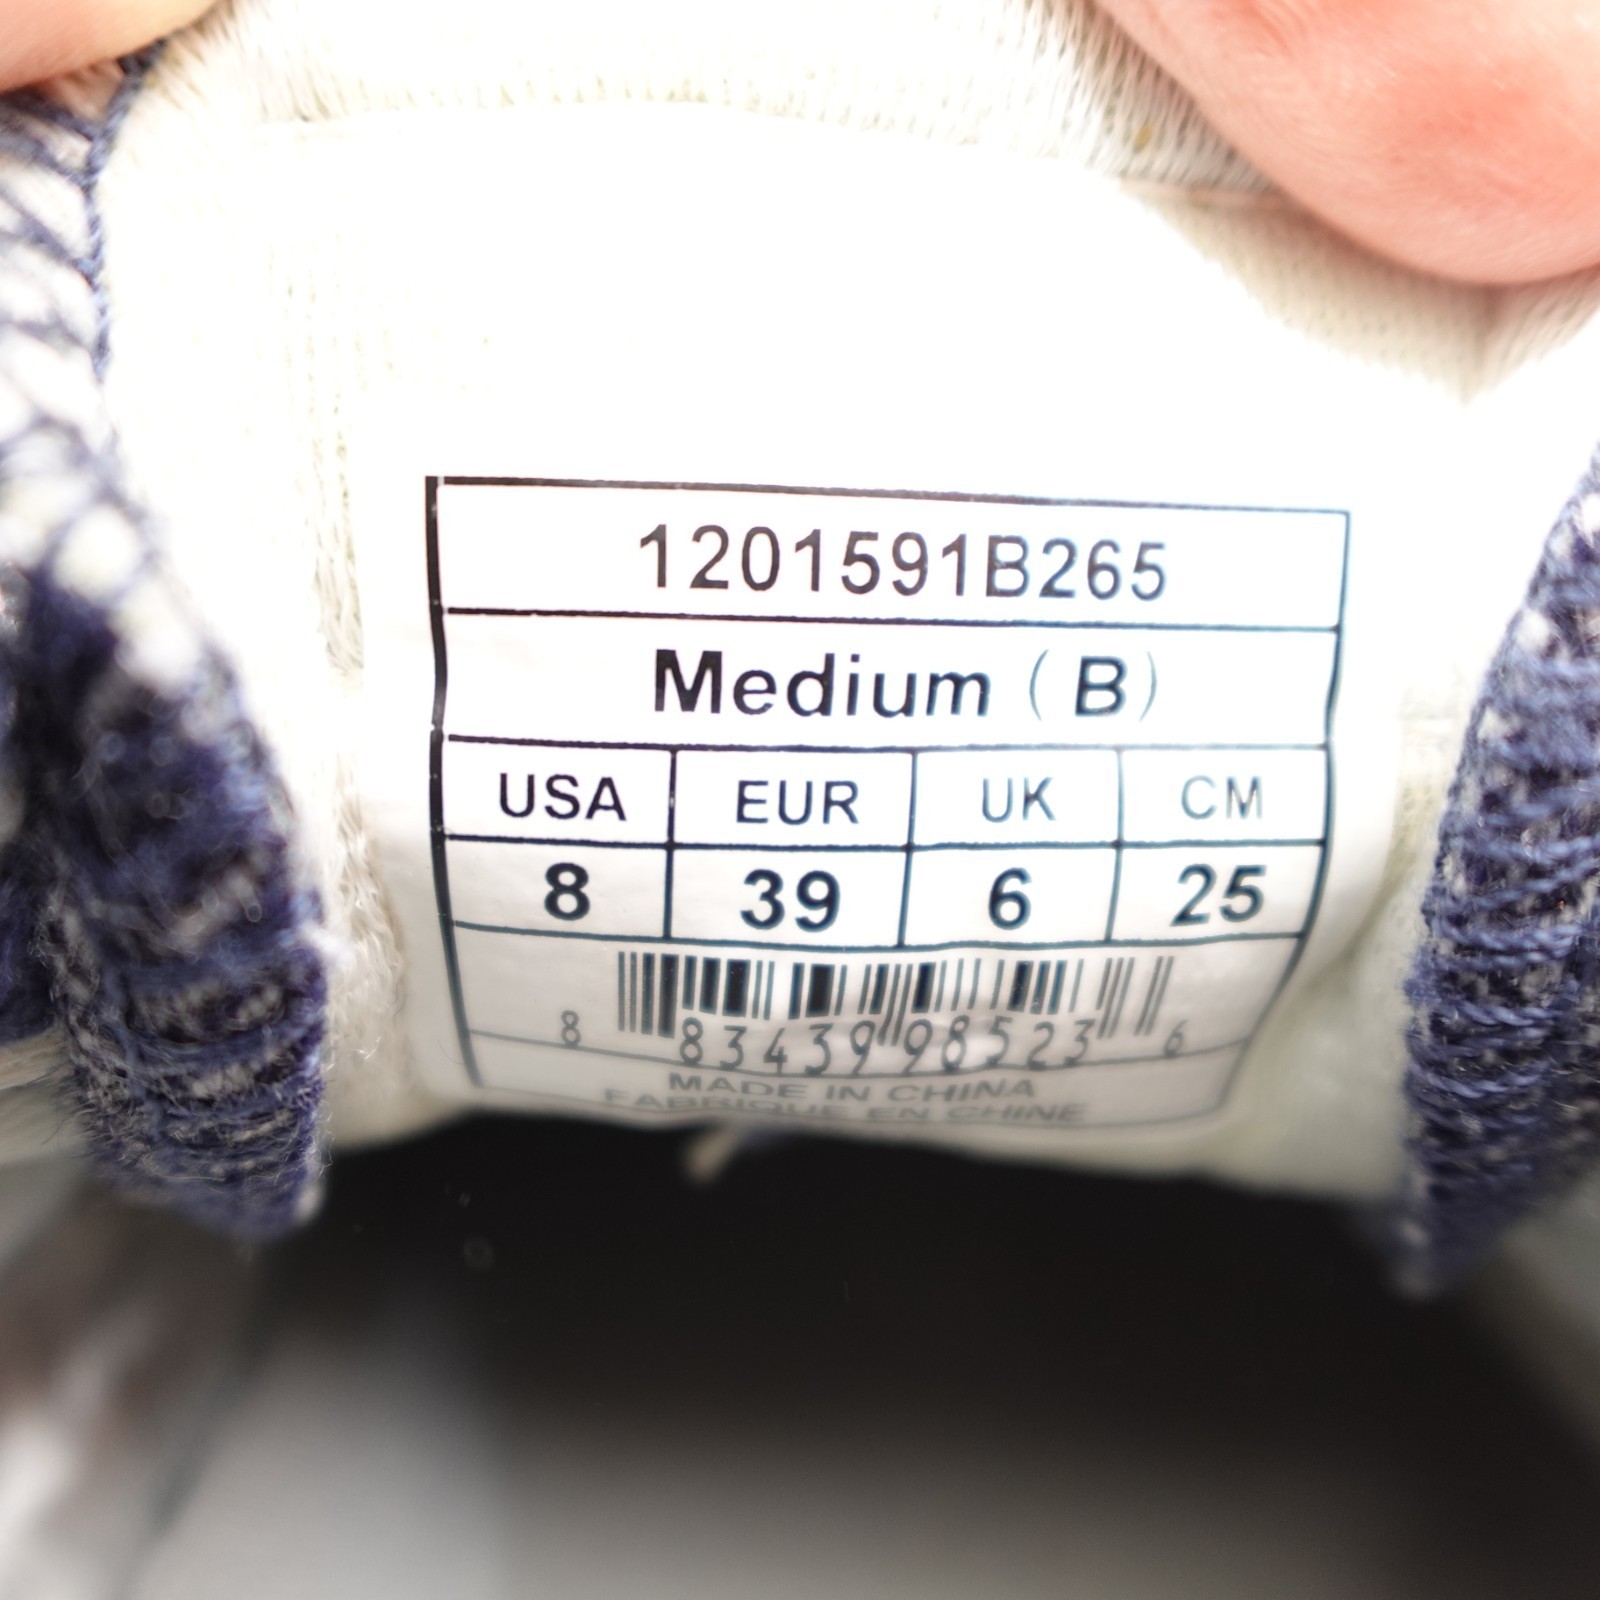 1201591B265
Medium (B)
USA EUR UK CM
8 39 6 25
8 83439 98523 6
MADE IN CHINA
FABRIQUE EN CHINE